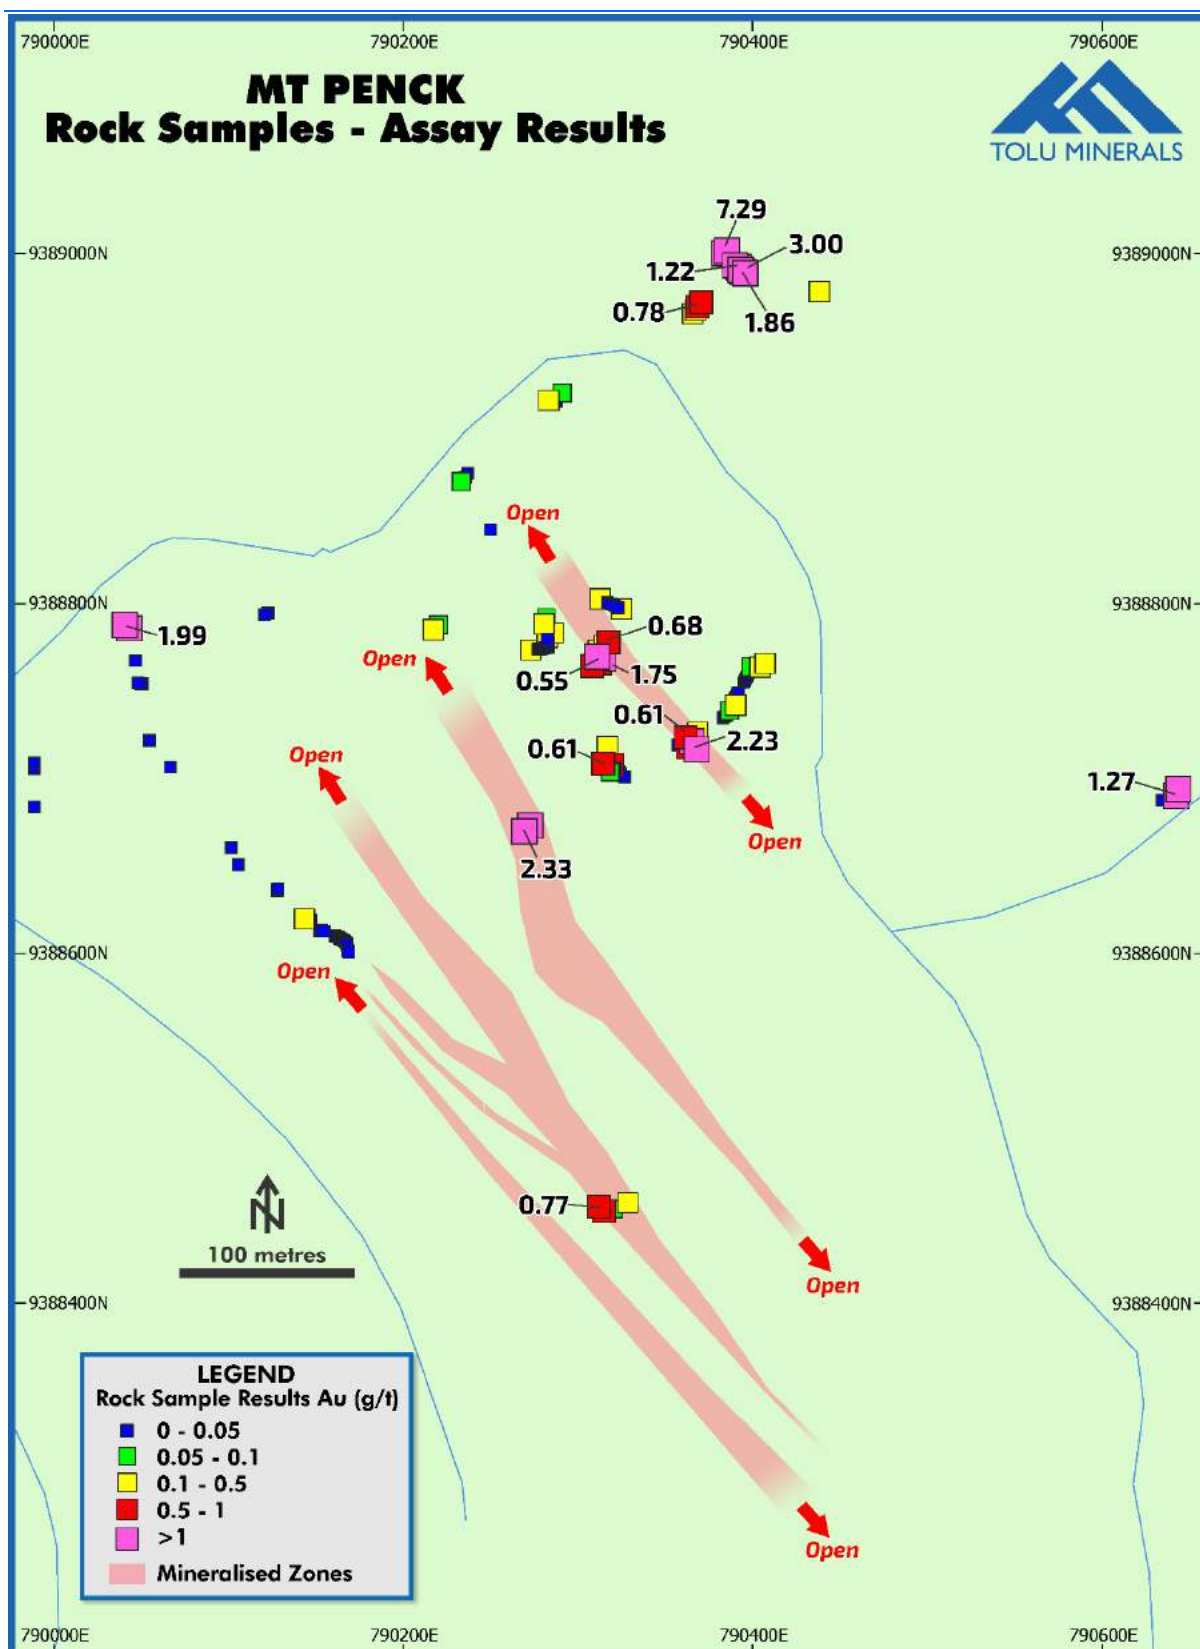 790000E
790200E
790400E
790600E
MT PENCK
Rock Samples - Assay Results
TOLU MINERALS
7.29
3.00
9389000N
9389000N
1.22
0.78
1.86
Open
9388800N
9388800N
1.99
0.68
Open
0.55
1.75
0.61
2.23
0.61
Open
1.27
Open
2.33
9388600N
9388600N
Open
0.77
N
100 metres
Open
9388400N
9388400N
LEGEND
Rock Sample Results Au (g/t)
0 - 0.05
0.05 - 0.1
0.1 - 0.5
0.5 - 1
>1
Mineralised Zones
Open
790000E
790200E
790400E
790600E